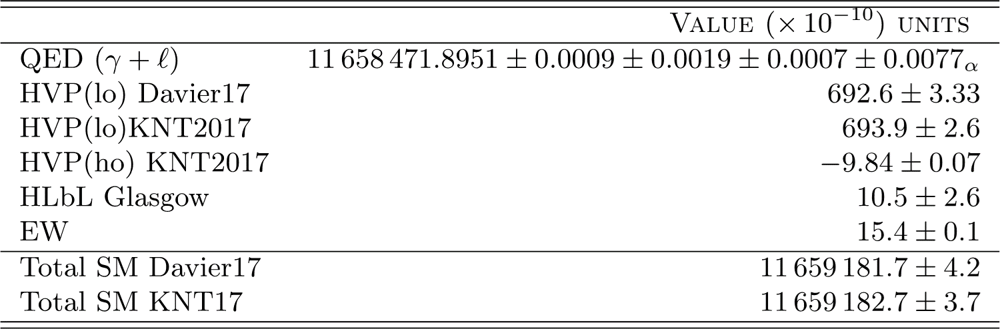 VALUE (× 10⁻¹⁰) UNITS
QED (γ + ℓ) 11 658 471.8951 ± 0.0009 ± 0.0019 ± 0.0007 ± 0.0077α
HVP(lo) Davier17 692.6 ± 3.33
HVP(lo)KNT2017 693.9 ± 2.6
HVP(ho) KNT2017 −9.84 ± 0.07
HLbL Glasgow 10.5 ± 2.6
EW 15.4 ± 0.1
Total SM Davier17 11 659 181.7 ± 4.2
Total SM KNT17 11 659 182.7 ± 3.7